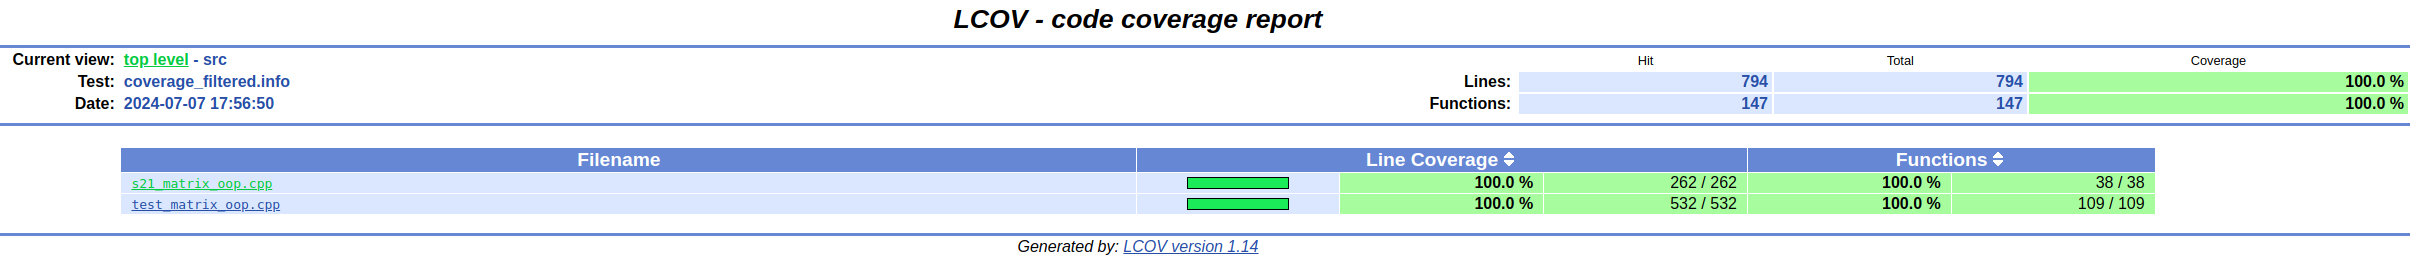 LCOV - code coverage report
Current view: top level - src
Hit Total Coverage
Test: coverage_filtered.info
Lines: 794 794 100.0 %
Date: 2024-07-07 17:56:50
Functions: 147 147 100.0 %
Filename Line Coverage Functions
s21_matrix_oop.cpp 100.0 % 262 / 262 100.0 % 38 / 38
test_matrix_oop.cpp 100.0 % 532 / 532 100.0 % 109 / 109
Generated by: LCOV version 1.14